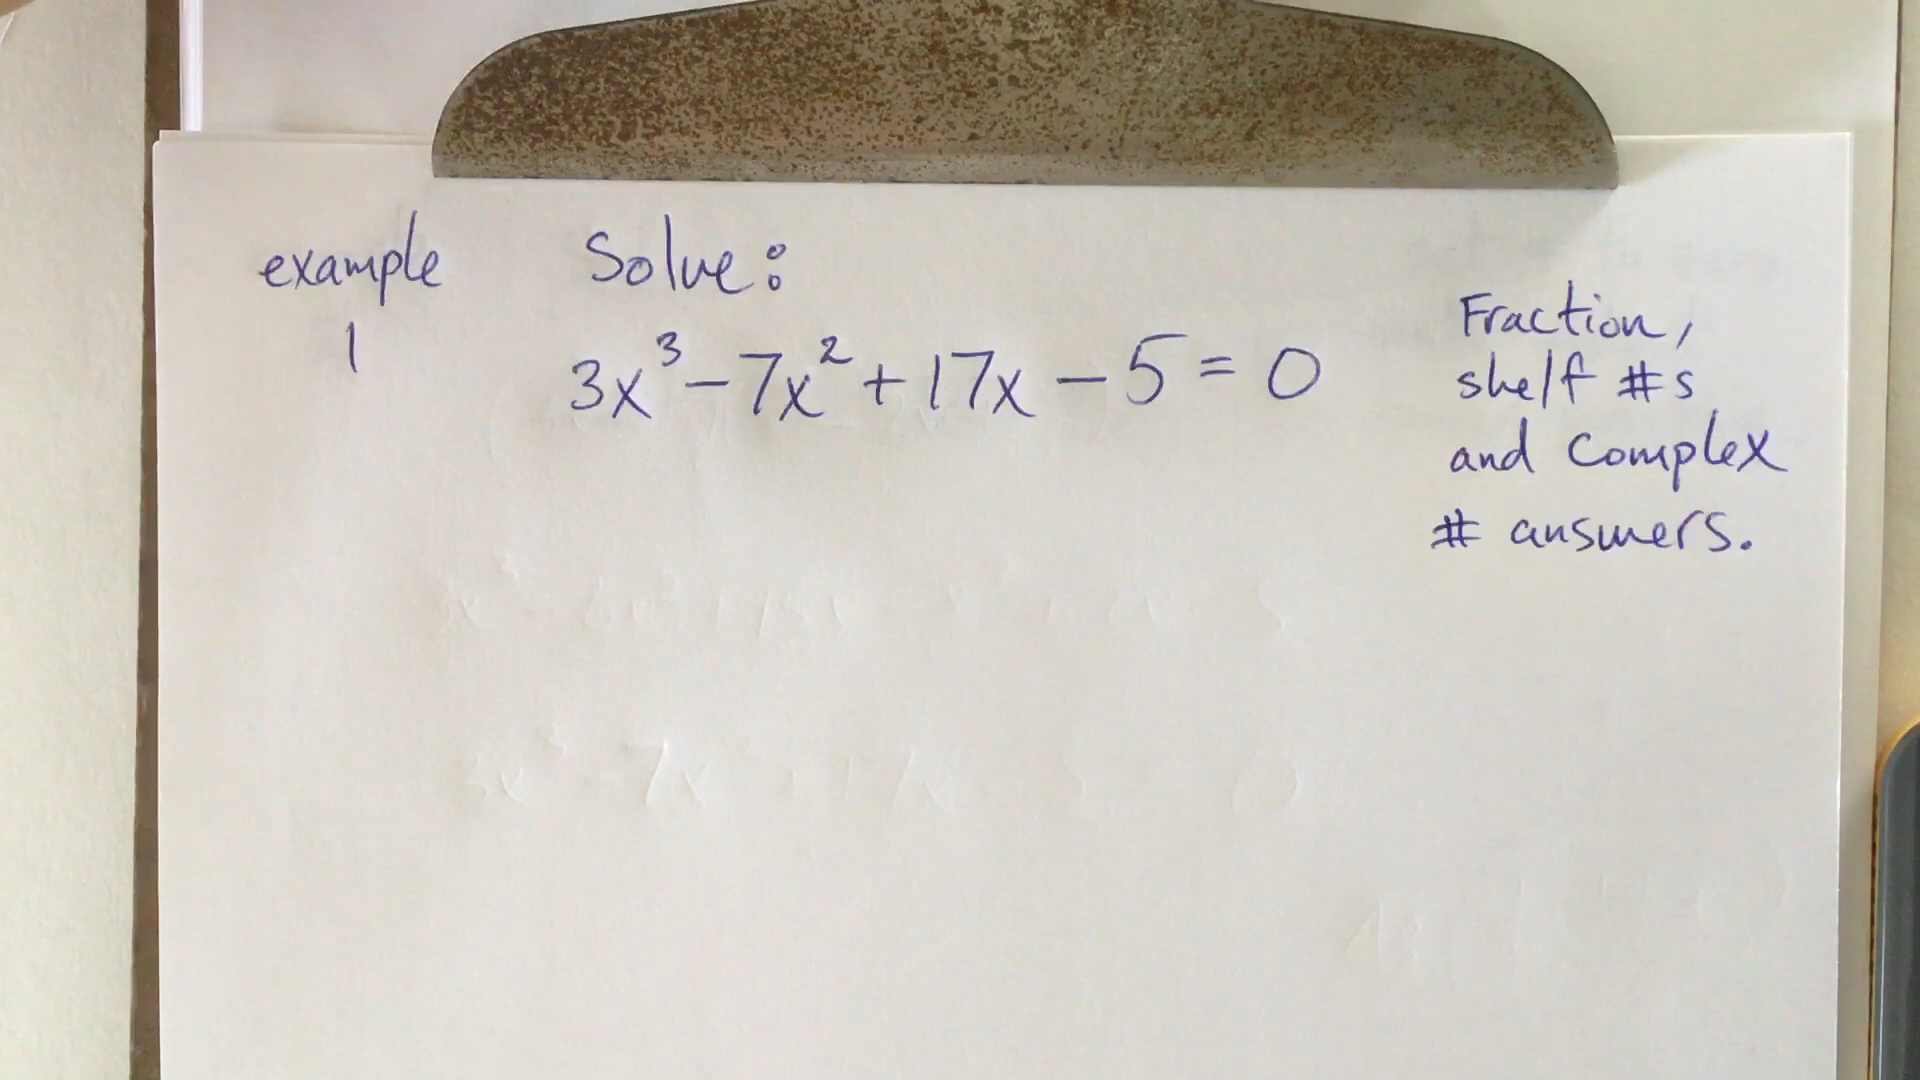 example
1
Solve:
3x³ - 7x² + 17x - 5 = 0
Fraction,
shelf #s
and complex
# answers.